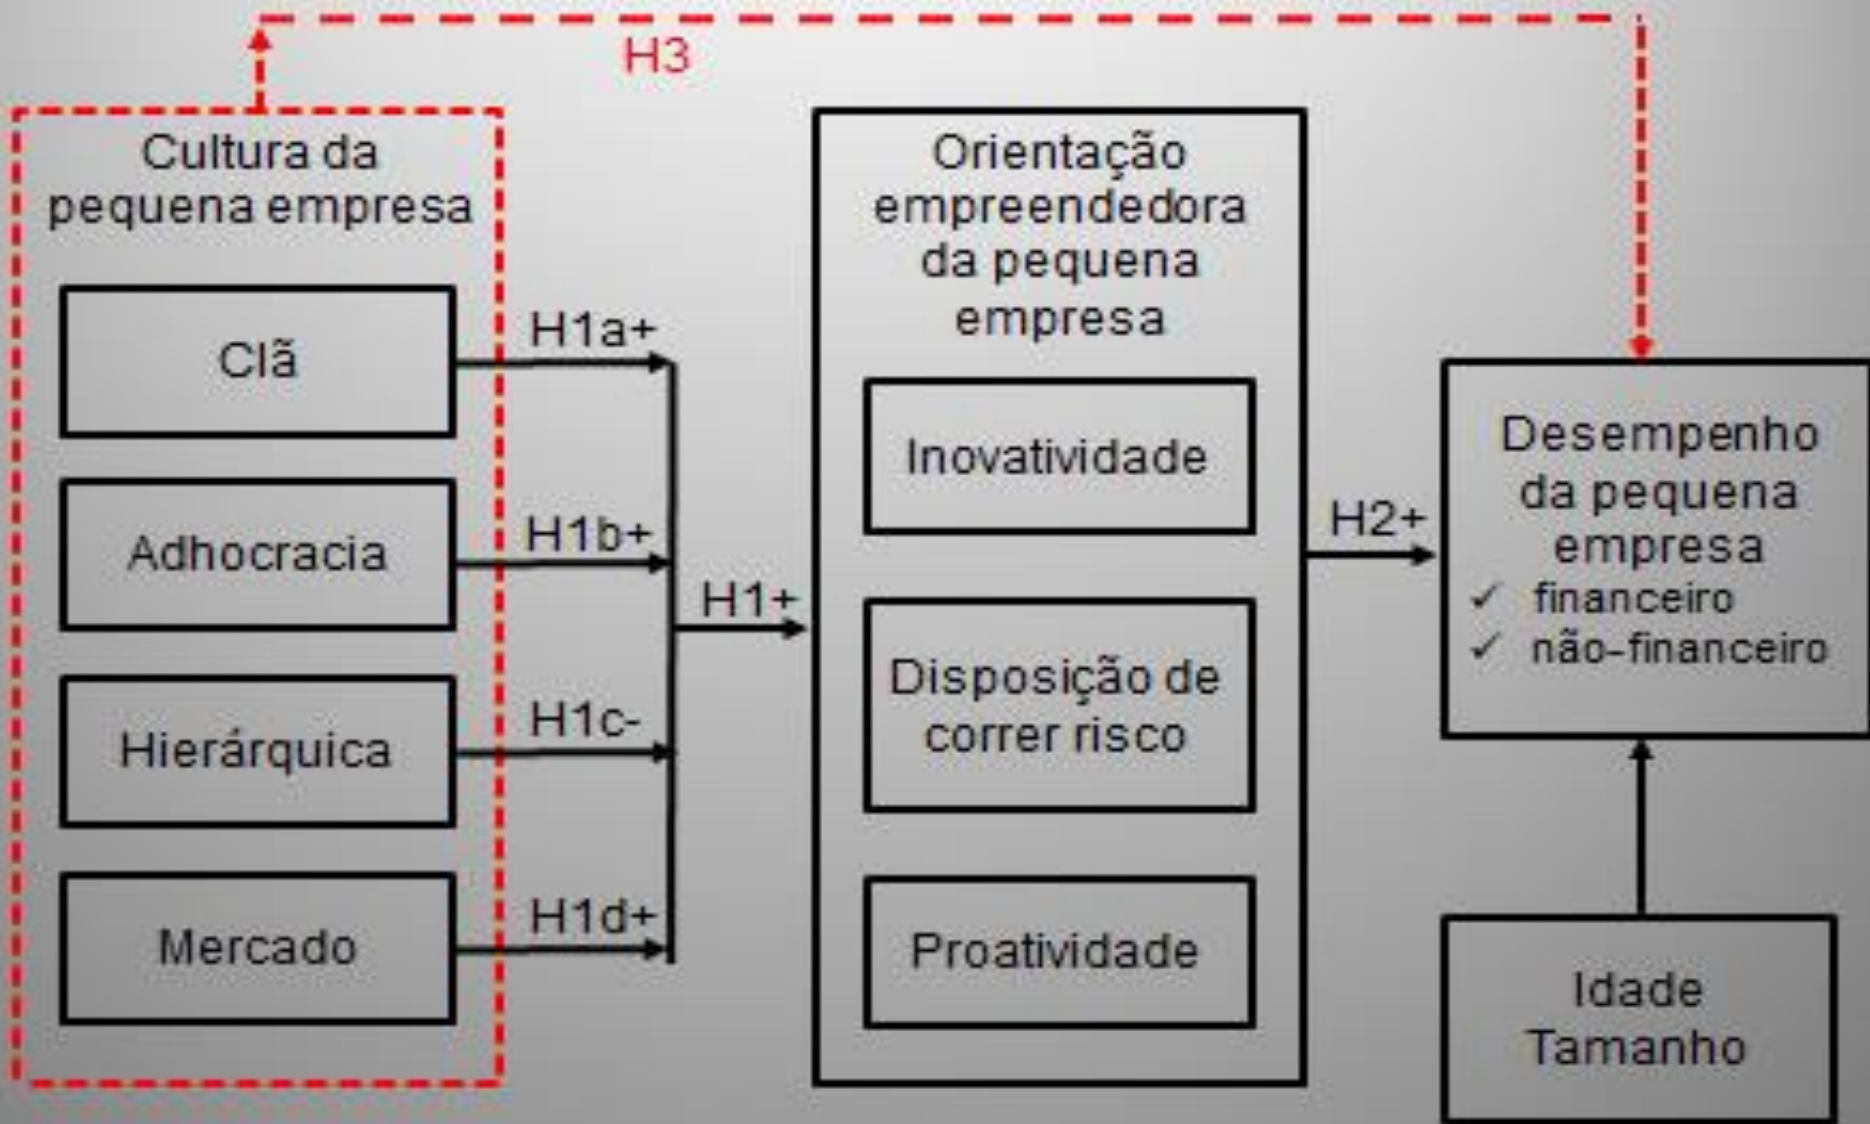 H3
Cultura da
pequena empresa
Clã
Adhocracia
Hierárquica
Mercado
H1a+
H1b+
H1c-
H1d+
H1+
Orientação
empreendedora
da pequena
empresa
Inovatividade
Disposição de
correr risco
Proatividade
H2+
Desempenho
da pequena
empresa
✓ financeiro
✓ não-financeiro
Idade
Tamanho